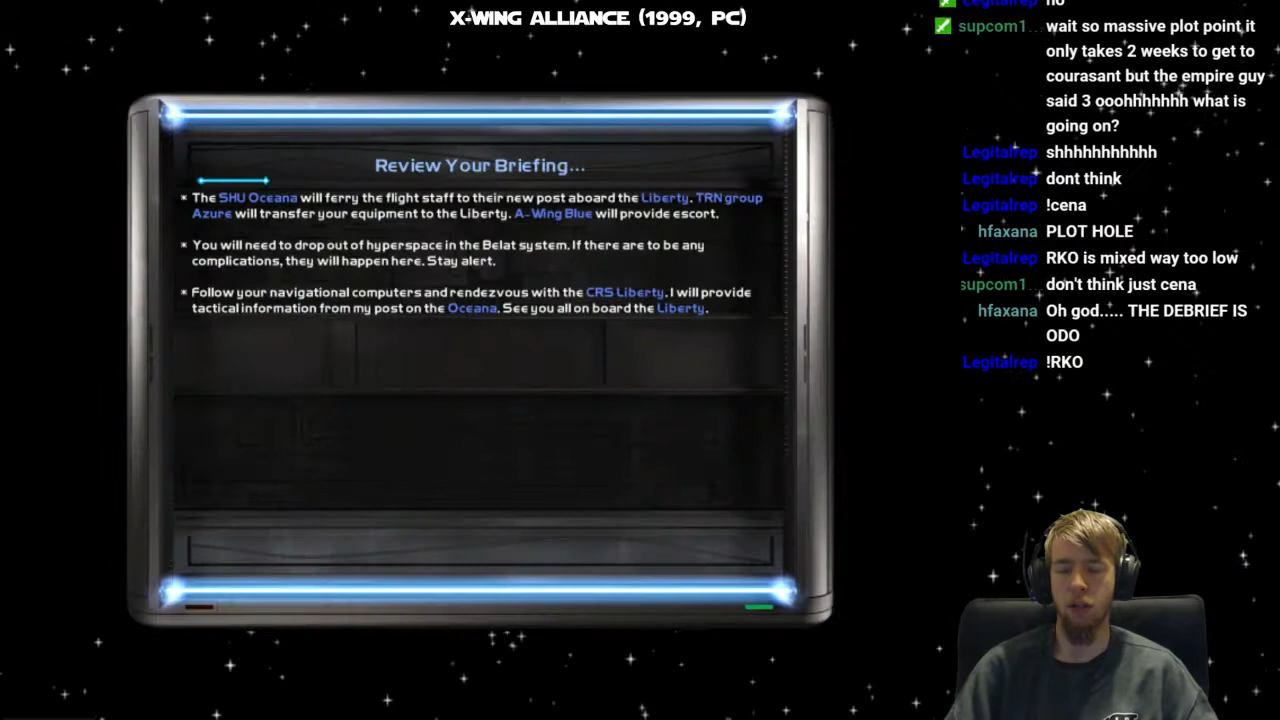 X-WING ALLIANCE (1999, PC)
Review Your Briefing...
* The SHU Oceana will ferry the flight staff to their new post aboard the Liberty. TRN group
Azure will transfer your equipment to the Liberty. A-Wing Blue will provide escort.
* You will need to drop out of hyperspace in the Belat system. If there are to be any
complications, they will happen here. Stay alert.
* Follow your navigational computers and rendezvous with the CRS Liberty. I will provide
tactical information from my post on the Oceana. See you all on board the Liberty.
Legitalrep no
supcom1... wait so massive plot point it
only takes 2 weeks to get to
courasant but the empire guy
said 3 ooohhhhhhh what is
going on?
Legitalrep shhhhhhhhhhh
Legitalrep dont think
Legitalrep !cena
hfaxana PLOT HOLE
Legitalrep RKO is mixed way too low
supcom1... don't think just cena
hfaxana Oh god..... THE DEBRIEF IS
ODO
Legitalrep !RKO